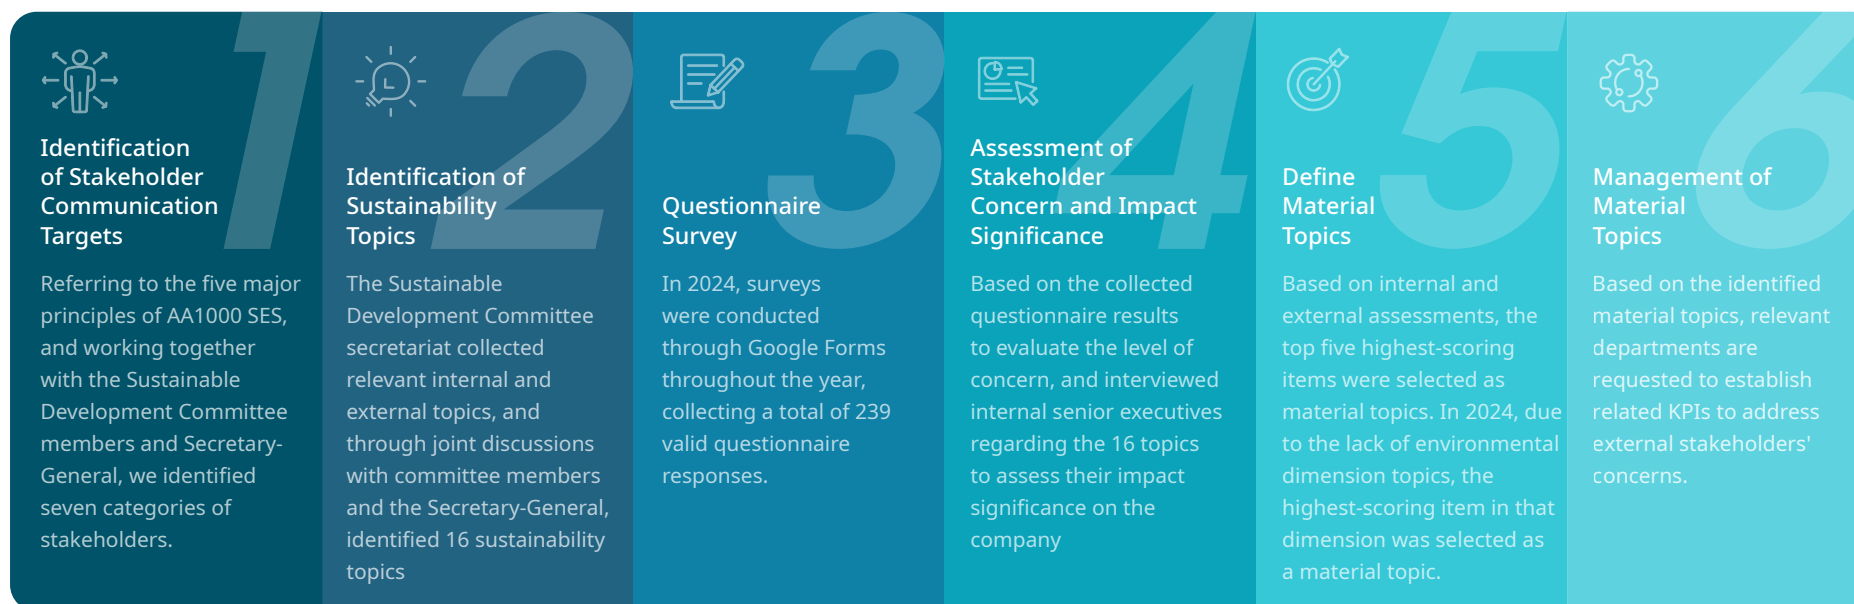 1
Identification
of Stakeholder
Communication
Targets
Referring to the five major
principles of AA1000 SES,
and working together
with the Sustainable
Development Committee
members and Secretary-
General, we identified
seven categories of
stakeholders.
2
Identification of
Sustainability
Topics
The Sustainable
Development Committee
secretariat collected
relevant internal and
external topics, and
through joint discussions
with committee members
and the Secretary-General,
identified 16 sustainability
topics
3
Questionnaire
Survey
In 2024, surveys
were conducted
through Google Forms
throughout the year,
collecting a total of 239
valid questionnaire
responses.
4
Assessment of
Stakeholder
Concern and Impact
Significance
Based on the collected
questionnaire results
to evaluate the level of
concern, and interviewed
internal senior executives
regarding the 16 topics
to assess their impact
significance on the
company
5
Define
Material
Topics
Based on internal and
external assessments, the
top five highest-scoring
items were selected as
material topics. In 2024, due
to the lack of environmental
dimension topics, the
highest-scoring item in that
dimension was selected as
a material topic.
6
Management of
Material
Topics
Based on the identified
material topics, relevant
departments are
requested to establish
related KPIs to address
external stakeholders'
concerns.